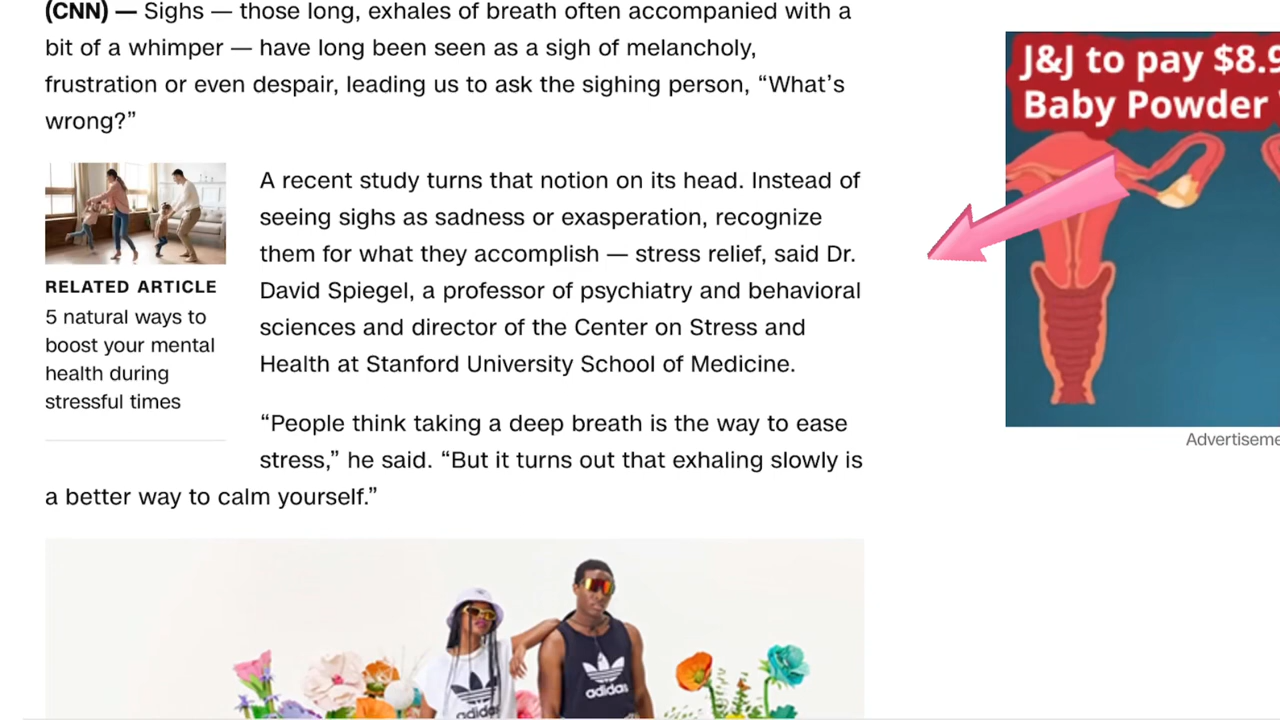 (CNN) — Sighs — those long, exhales of breath often accompanied with a
bit of a whimper — have long been seen as a sigh of melancholy,
frustration or even despair, leading us to ask the sighing person, “What’s
wrong?”
RELATED ARTICLE
5 natural ways to
boost your mental
health during
stressful times
A recent study turns that notion on its head. Instead of
seeing sighs as sadness or exasperation, recognize
them for what they accomplish — stress relief, said Dr.
David Spiegel, a professor of psychiatry and behavioral
sciences and director of the Center on Stress and
Health at Stanford University School of Medicine.
“People think taking a deep breath is the way to ease
stress,” he said. “But it turns out that exhaling slowly is
a better way to calm yourself.”
adidas
adidas
J&J to pay $8.9
Baby Powder
Advertiseme